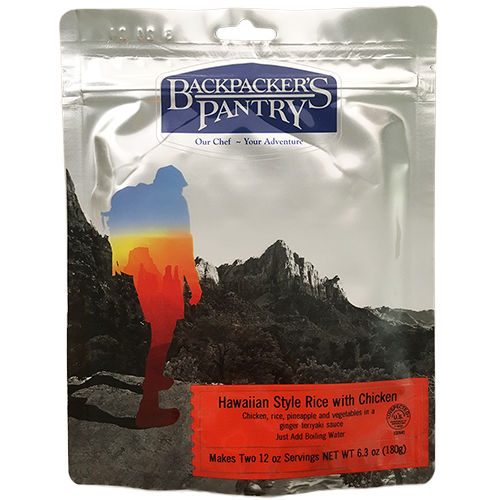 BACKPACKER'S
PANTRY
Our Chef ~ Your Adventure
Hawaiian Style Rice with Chicken
Chicken, rice, pineapple and vegetables in a
ginger teriyaki sauce
Just Add Boiling Water
Makes Two 12 oz Servings NET WT 6.3 oz (180g)
U.S.